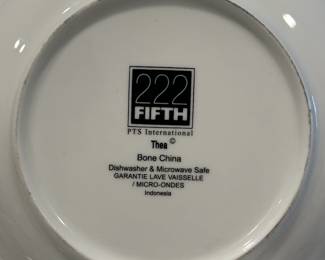 222
FIFTH
PTS International
Thea ©
Bone China
Dishwasher & Microwave Safe
GARANTIE LAVE VAISSELLE
/ MICRO-ONDES
Indonesia